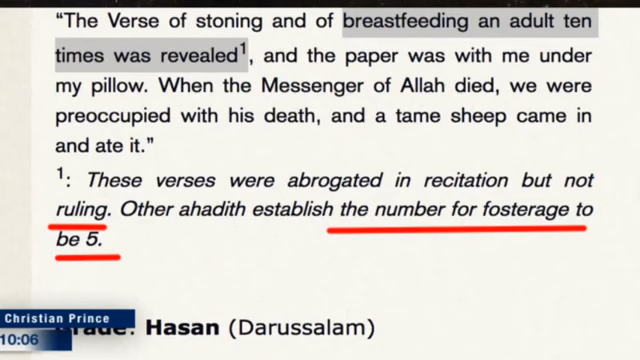 “The Verse of stoning and of breastfeeding an adult ten
times was revealed¹, and the paper was with me under
my pillow. When the Messenger of Allah died, we were
preoccupied with his death, and a tame sheep came in
and ate it.”
¹: These verses were abrogated in recitation but not
ruling. Other ahadith establish the number for fosterage to
be 5.
Christian Prince
Grade: Hasan (Darussalam)
10:06